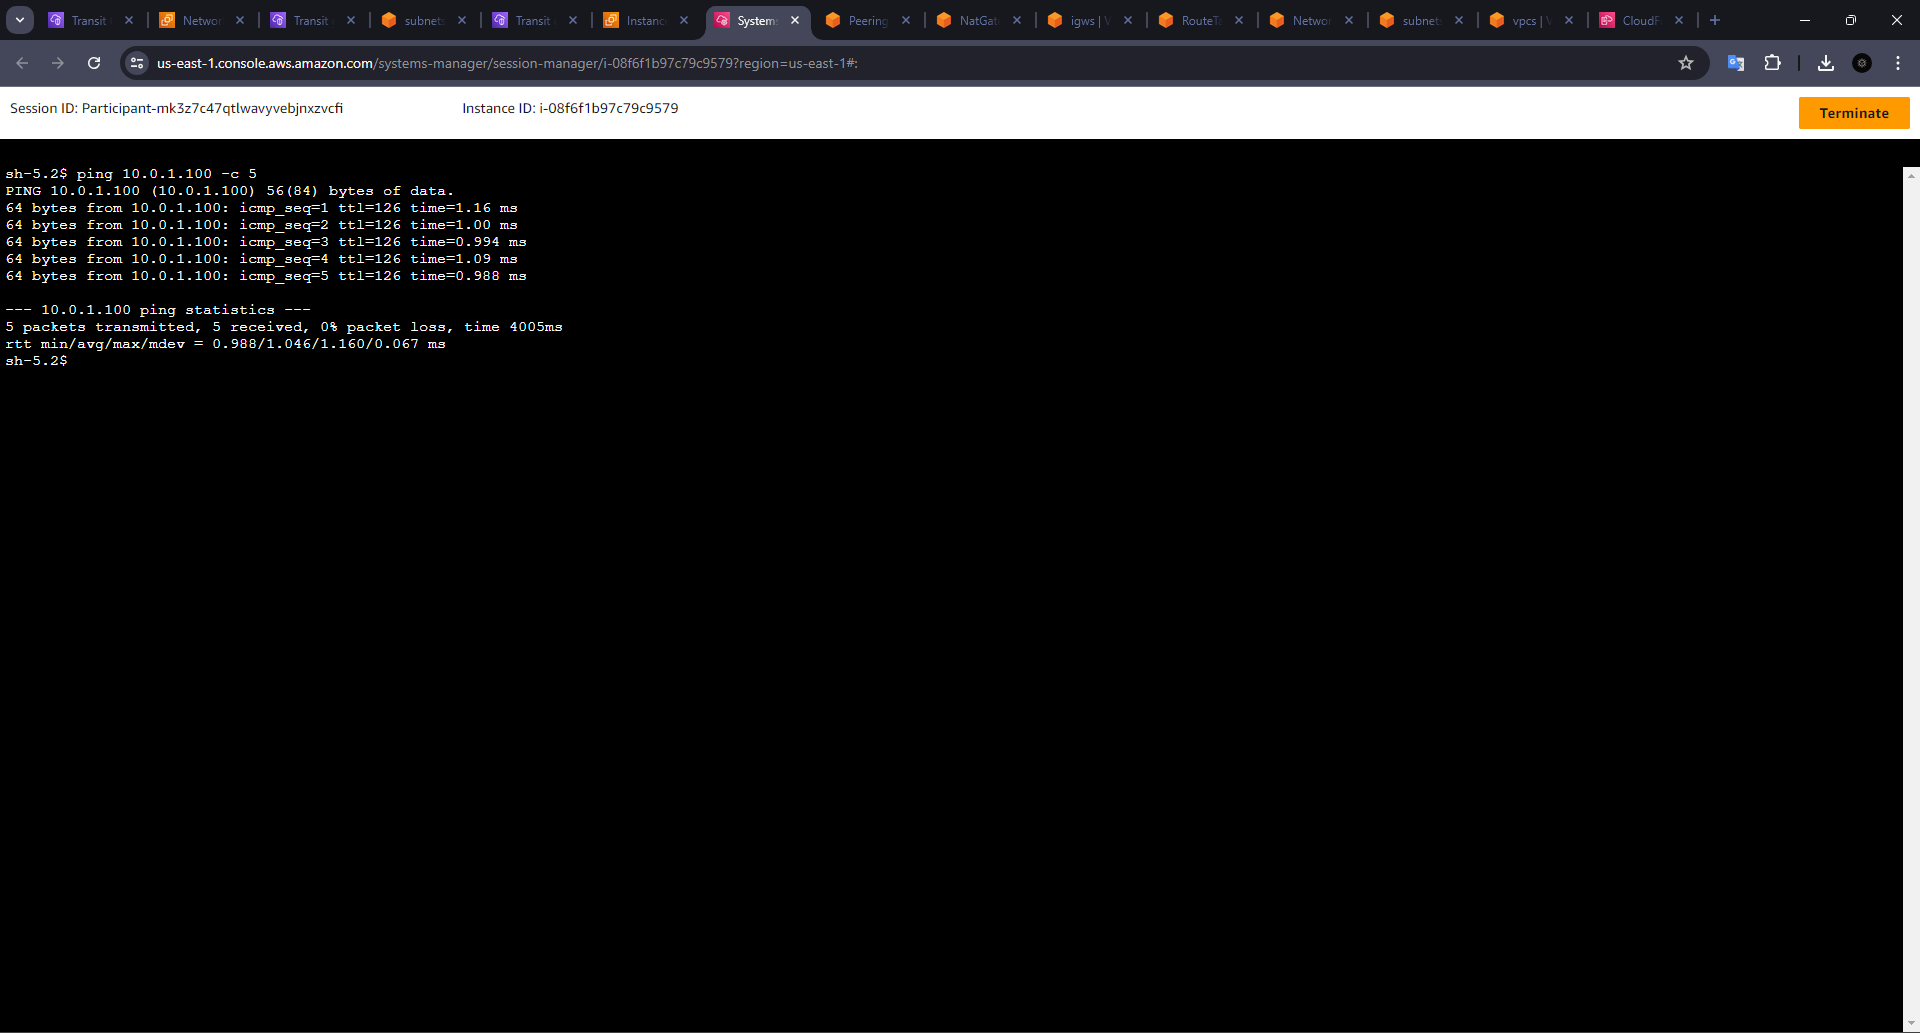 Transit
Networ
Transit
subnets
Transit
Instanc
System
Peering
NatGat
igws | V
RouteTa
Networ
subnets
vpcs | V
CloudF
us-east-1.console.aws.amazon.com/systems-manager/session-manager/i-08f6f1b97c79c9579?region=us-east-1#:
Session ID: Participant-mk3z7c47qtlwavyvebjnxzvcfi Instance ID: i-08f6f1b97c79c9579
Terminate
sh-5.2$ ping 10.0.1.100 -c 5
PING 10.0.1.100 (10.0.1.100) 56(84) bytes of data.
64 bytes from 10.0.1.100: icmp_seq=1 ttl=126 time=1.16 ms
64 bytes from 10.0.1.100: icmp_seq=2 ttl=126 time=1.00 ms
64 bytes from 10.0.1.100: icmp_seq=3 ttl=126 time=0.994 ms
64 bytes from 10.0.1.100: icmp_seq=4 ttl=126 time=1.09 ms
64 bytes from 10.0.1.100: icmp_seq=5 ttl=126 time=0.988 ms
--- 10.0.1.100 ping statistics ---
5 packets transmitted, 5 received, 0% packet loss, time 4005ms
rtt min/avg/max/mdev = 0.988/1.046/1.160/0.067 ms
sh-5.2$